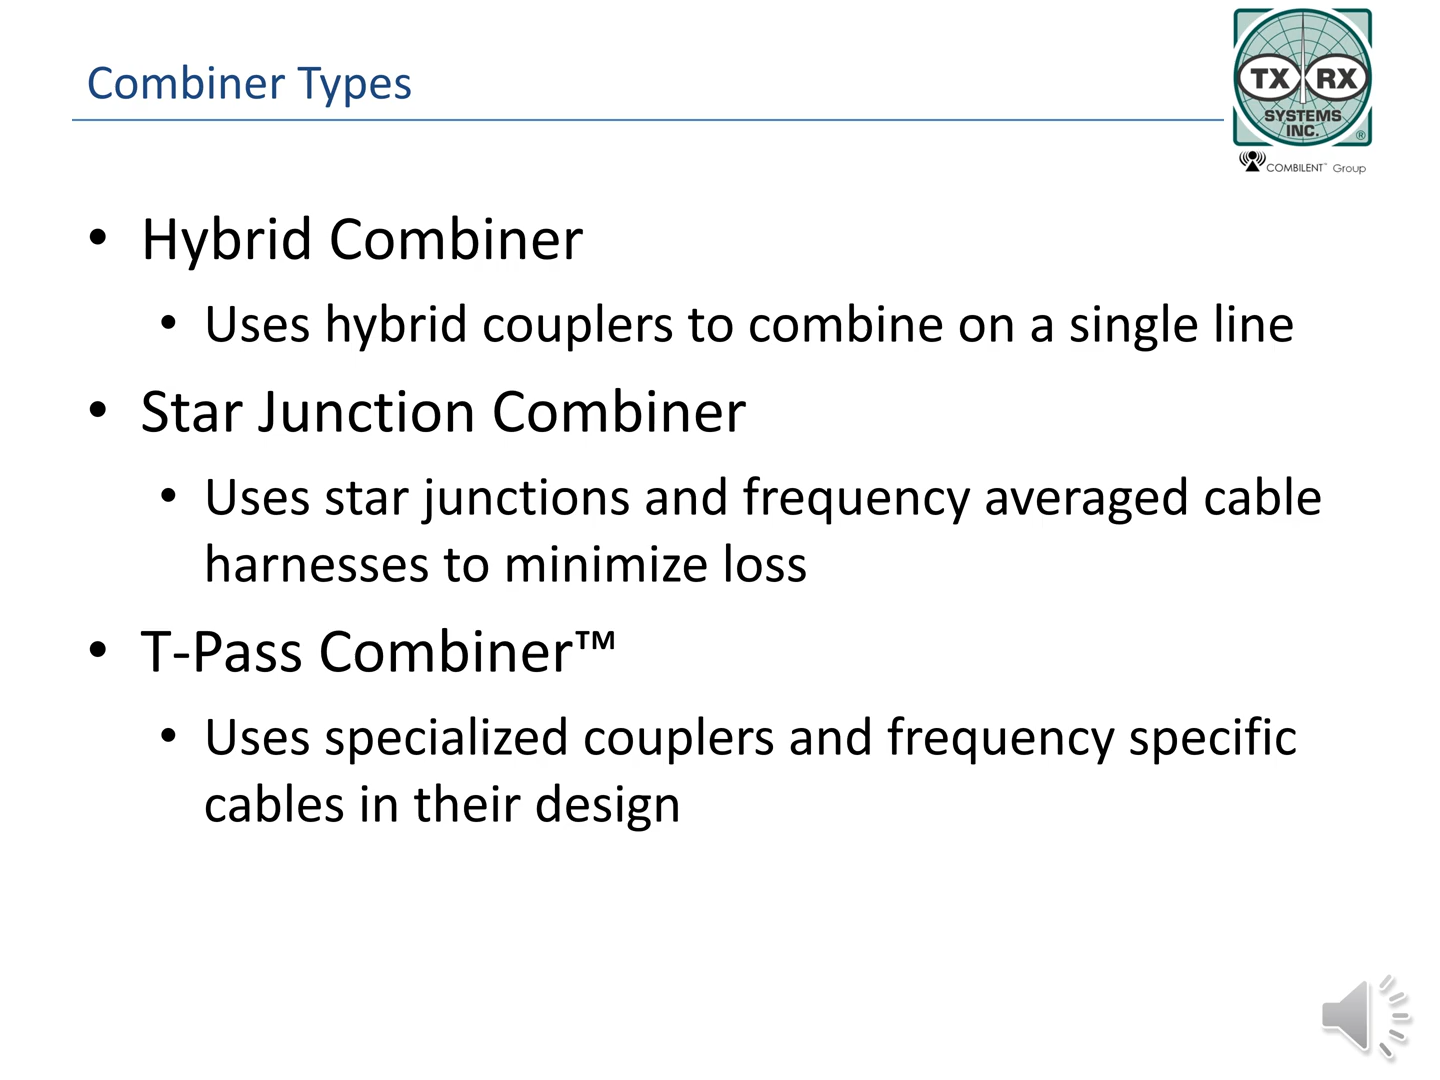 Combiner Types
TX RX
SYSTEMS
INC.
®
COMBILENT™ Group
• Hybrid Combiner
• Uses hybrid couplers to combine on a single line
• Star Junction Combiner
• Uses star junctions and frequency averaged cable
harnesses to minimize loss
• T-Pass Combiner™
• Uses specialized couplers and frequency specific
cables in their design